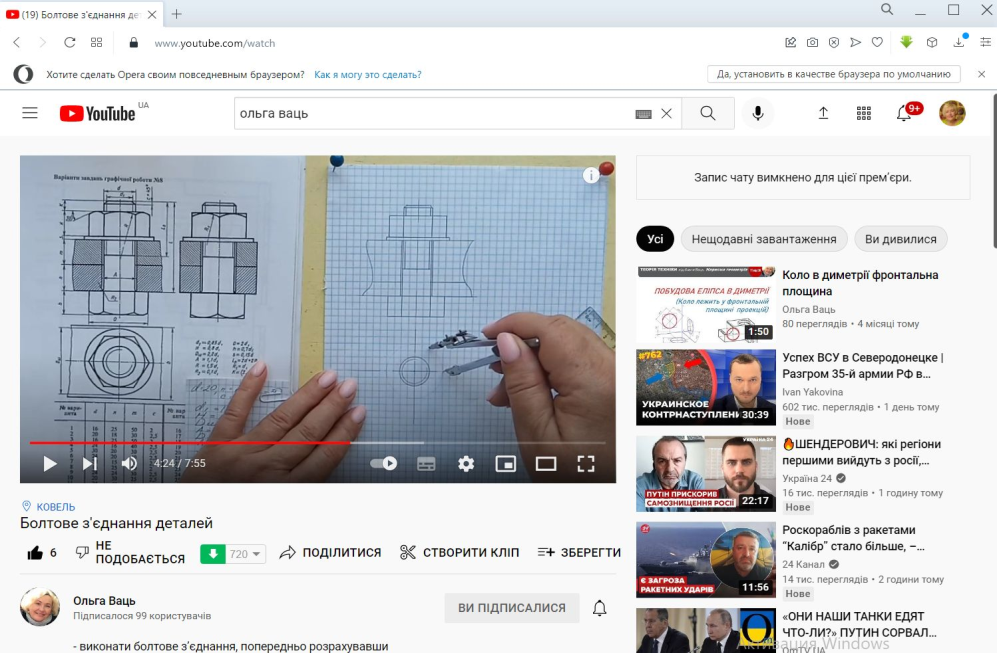 (19) Болтове з'єднання де
www.youtube.com/watch
Хотите сделать Opera своим повседневным браузером? Как я могу это сделать?
Да, установить в качестве браузера по умолчанию
YouTube UA
ольга ваць
9+
Варіанти завдань графічної роботи №8
4:24 / 7:55
КОВЕЛЬ
Болтове з'єднання деталей
6
НЕ ПОДОБАЄТЬСЯ
720
ПОДІЛИТИСЯ
СТВОРИТИ КЛІП
ЗБЕРЕГТИ
Ольга Ваць
Підписалося 99 користувачів
ВИ ПІДПИСАЛИСЯ
- виконати болтове з'єднання, попередньо розрахувавши
Запис чату вимкнено для цієї прем'єри.
Усі
Нещодавні завантаження
Ви дивилися
ПОБУДОВА ЕЛІПСА В ДИМЕТРІЇ
(Коло лежить у фронтальній
площині проекцій)
1:50
Коло в диметрії фронтальна
площина
Ольга Ваць
80 переглядів • 4 місяці тому
#762
УКРАИНСКОЕ
КОНТРНАСТУПЛЕНИ
30:39
Успех ВСУ в Северодонецке |
Разгром 35-й армии РФ в...
Ivan Yakovina
602 тис. переглядів • 1 день тому
Нове
УКРАЇНА 24
ПУТІН ПРИСКОРИВ
САМОЗНИЩЕННЯ РОСІЇ
22:17
🔥ШЕНДЕРОВИЧ: які регіони
першими вийдуть з росії,...
Україна 24
16 тис. переглядів • 1 годину тому
Нове
Є ЗАГРОЗА
РАКЕТНИХ УДАРІВ
11:56
Роскораблів з ракетами
"Калібр" стало більше, –...
24 Канал
14 тис. переглядів • 2 години тому
Нове
«ОНИ НАШИ ТАНКИ ЕДЯТ
ЧТО-ЛИ?» ПУТИН СОРВАЛ...
OmTV UA
Активация Windows